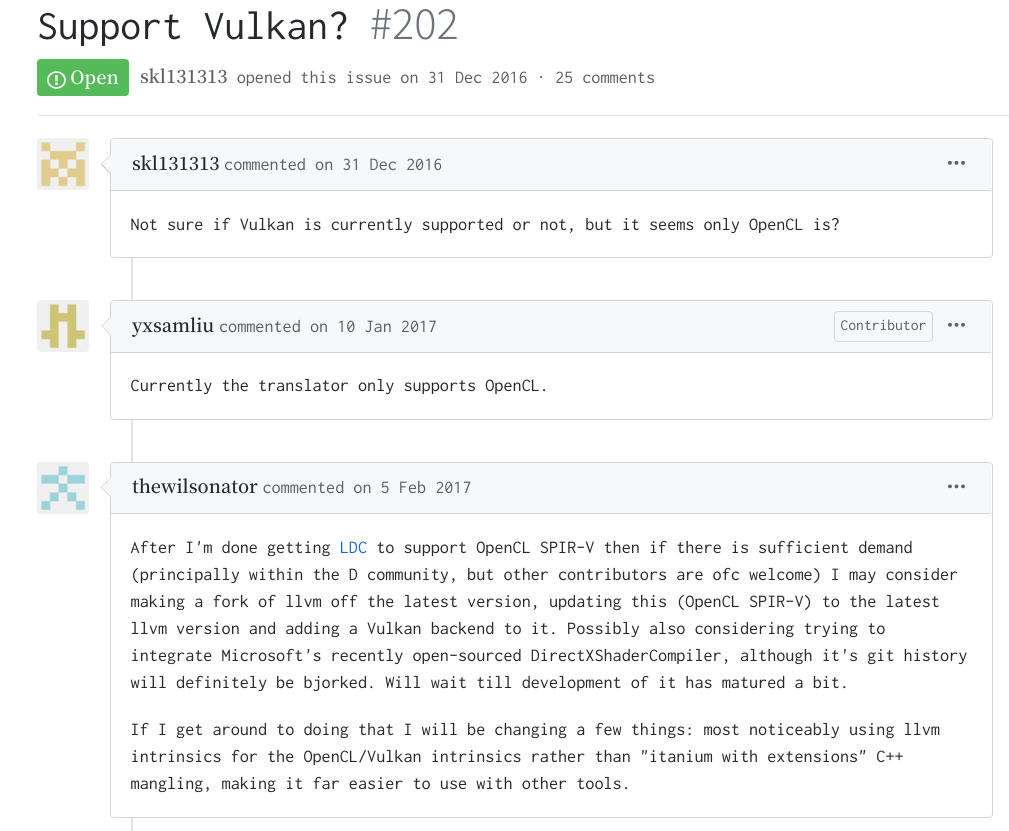 Support Vulkan? #202
Open skl131313 opened this issue on 31 Dec 2016 · 25 comments
skl131313 commented on 31 Dec 2016
Not sure if Vulkan is currently supported or not, but it seems only OpenCL is?
yxsamliu commented on 10 Jan 2017 Contributor
Currently the translator only supports OpenCL.
thewilsonator commented on 5 Feb 2017
After I'm done getting LDC to support OpenCL SPIR-V then if there is sufficient demand
(principally within the D community, but other contributors are ofc welcome) I may consider
making a fork of llvm off the latest version, updating this (OpenCL SPIR-V) to the latest
llvm version and adding a Vulkan backend to it. Possibly also considering trying to
integrate Microsoft's recently open-sourced DirectXShaderCompiler, although it's git history
will definitely be bjorked. Will wait till development of it has matured a bit.
If I get around to doing that I will be changing a few things: most noticeably using llvm
intrinsics for the OpenCL/Vulkan intrinsics rather than "itanium with extensions" C++
mangling, making it far easier to use with other tools.